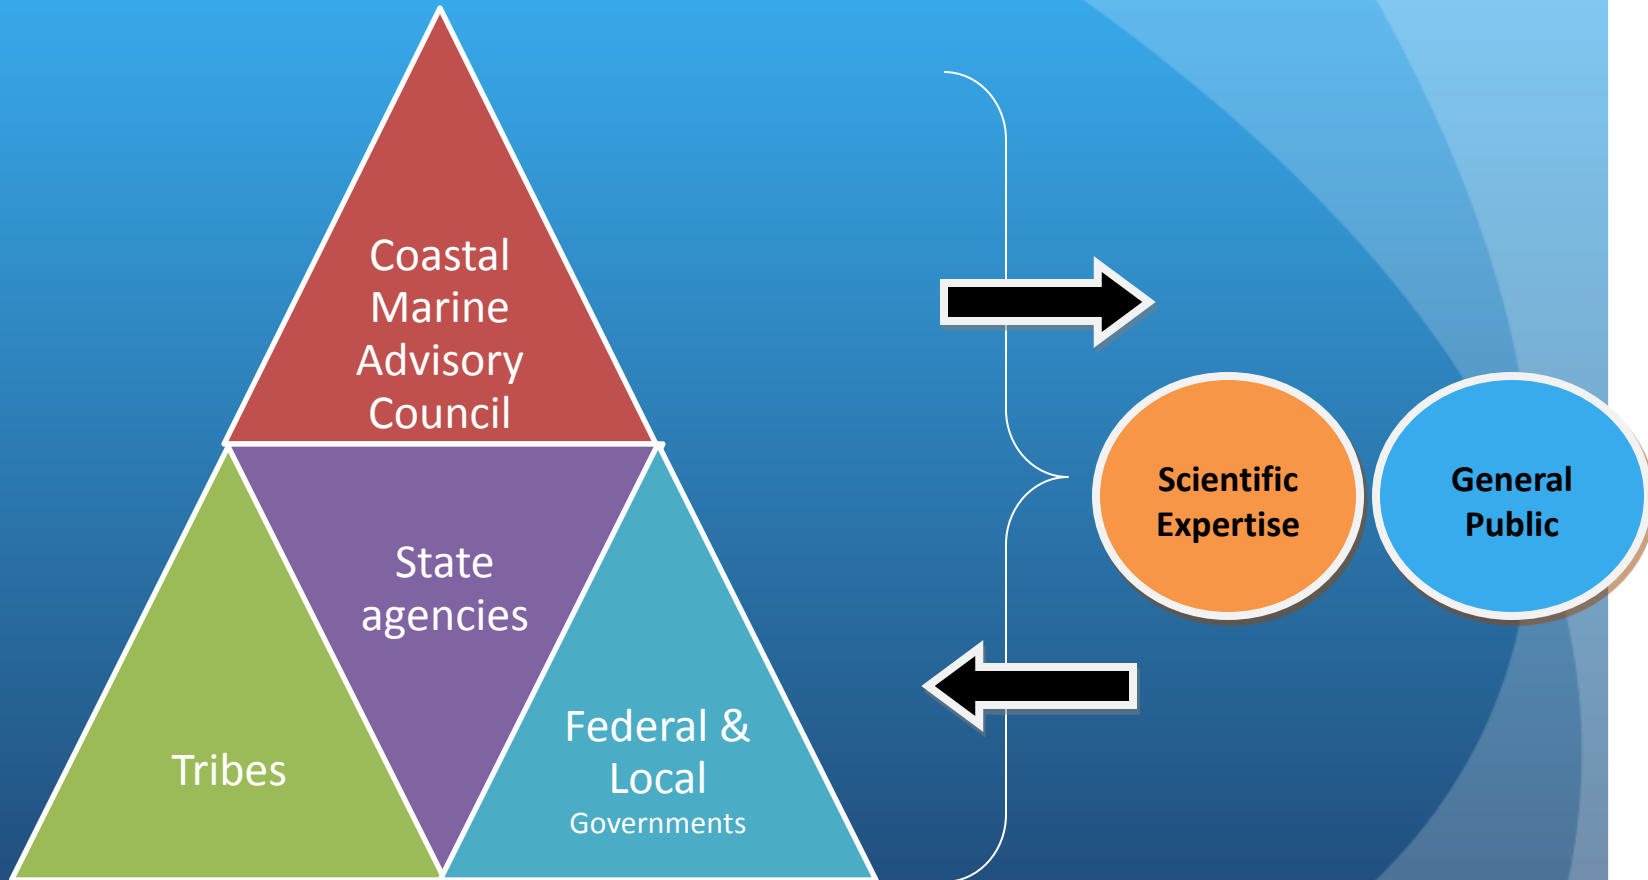 Coastal
Marine
Advisory
Council
State
agencies
Tribes
Federal &
Local
Governments
Scientific
Expertise
General
Public